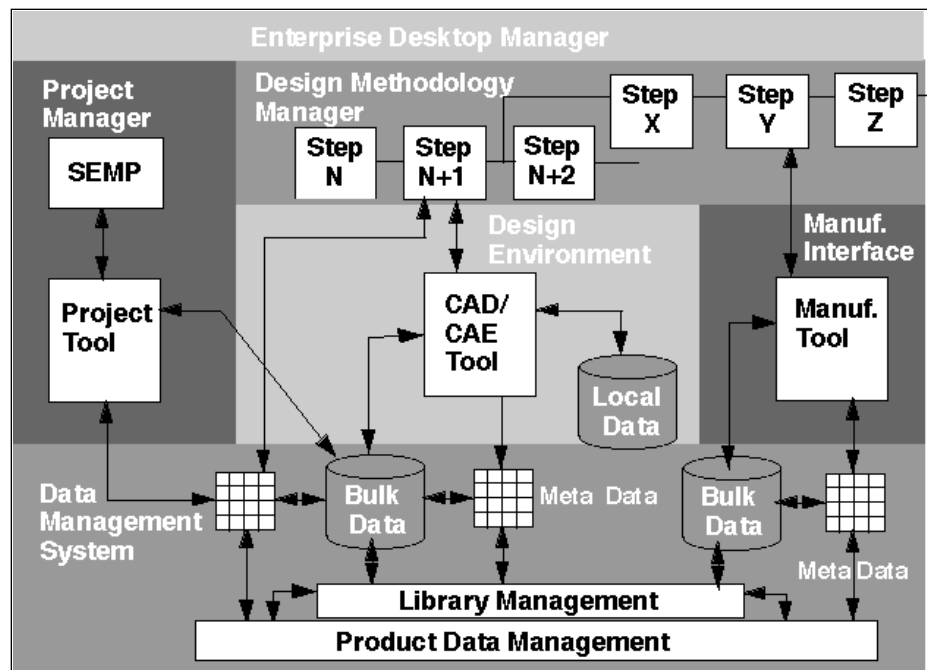 Enterprise Desktop Manager
Project
Manager
SEMP
Project
Tool
Design Methodology
Manager
Step
N
Step
N+1
Step
N+2
Step
X
Step
Y
Step
Z
Design
Environment
CAD/
CAE
Tool
Local
Data
Manuf.
Interface
Manuf.
Tool
Data
Management
System
Bulk
Data
Meta Data
Bulk
Data
Meta Data
Library Management
Product Data Management